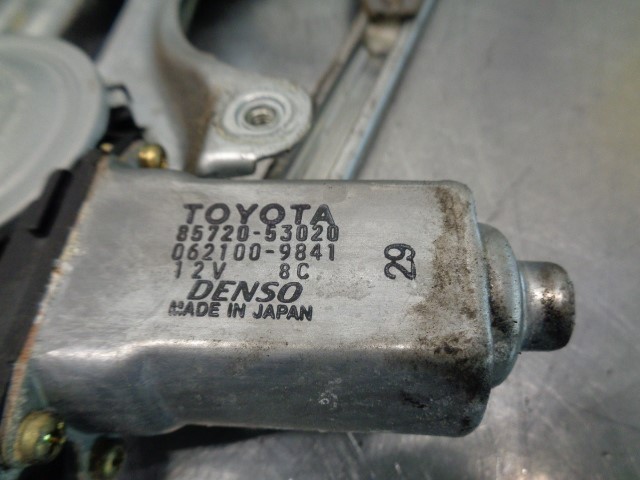 TOYOTA
85720-53020
062100-9841
12V 8C
DENSO
MADE IN JAPAN
29